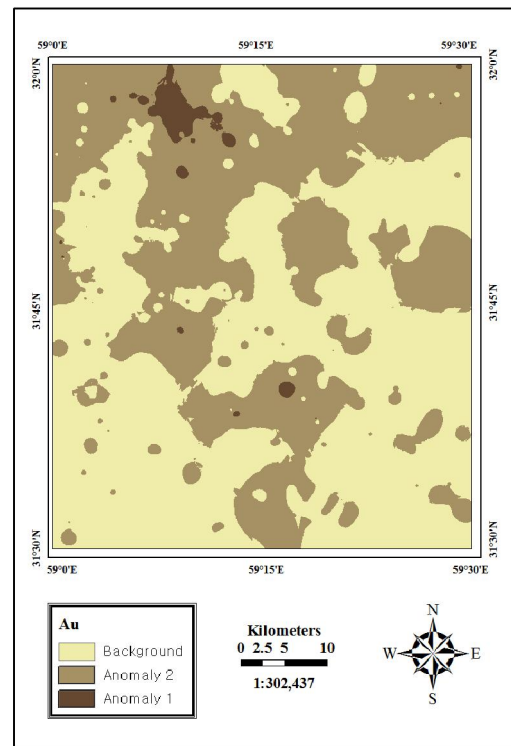 59°0'E 59°15'E 59°30'E
32°0'N 32°0'N
31°45'N 31°45'N
31°30'N 31°30'N
59°0'E 59°15'E 59°30'E
Au
Background
Anomaly 2
Anomaly 1
Kilometers
0 2.5 5 10
1:302,437
N
W E
S